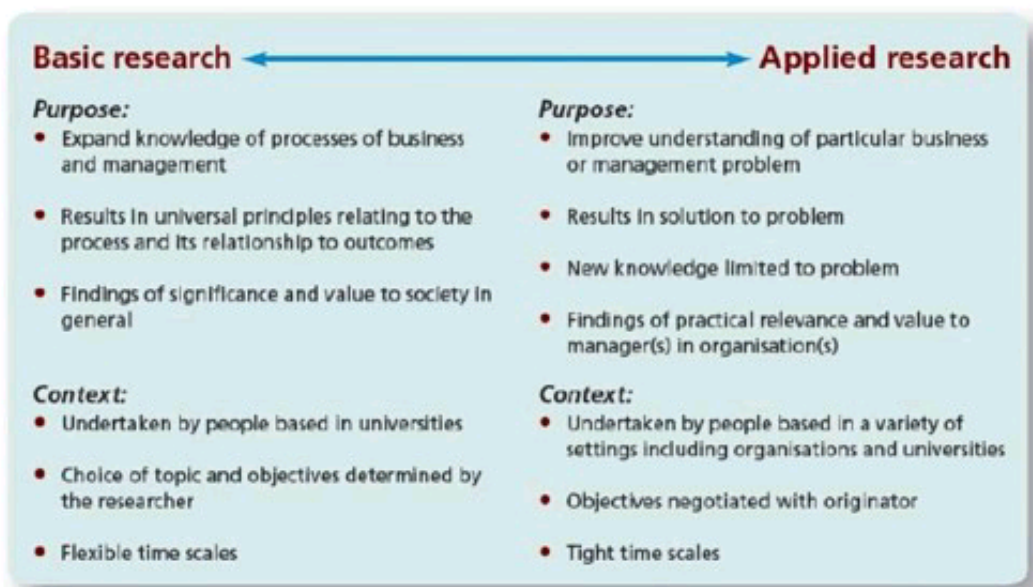 Basic research
Applied research
Purpose:
• Expand knowledge of processes of business
and management
• Results in universal principles relating to the
process and its relationship to outcomes
• Findings of significance and value to society in
general
Context:
• Undertaken by people based in universities
• Choice of topic and objectives determined by
the researcher
• Flexible time scales
Purpose:
• Improve understanding of particular business
or management problem
• Results in solution to problem
• New knowledge limited to problem
• Findings of practical relevance and value to
manager(s) in organisation(s)
Context:
• Undertaken by people based in a variety of
settings including organisations and universities
• Objectives negotiated with originator
• Tight time scales